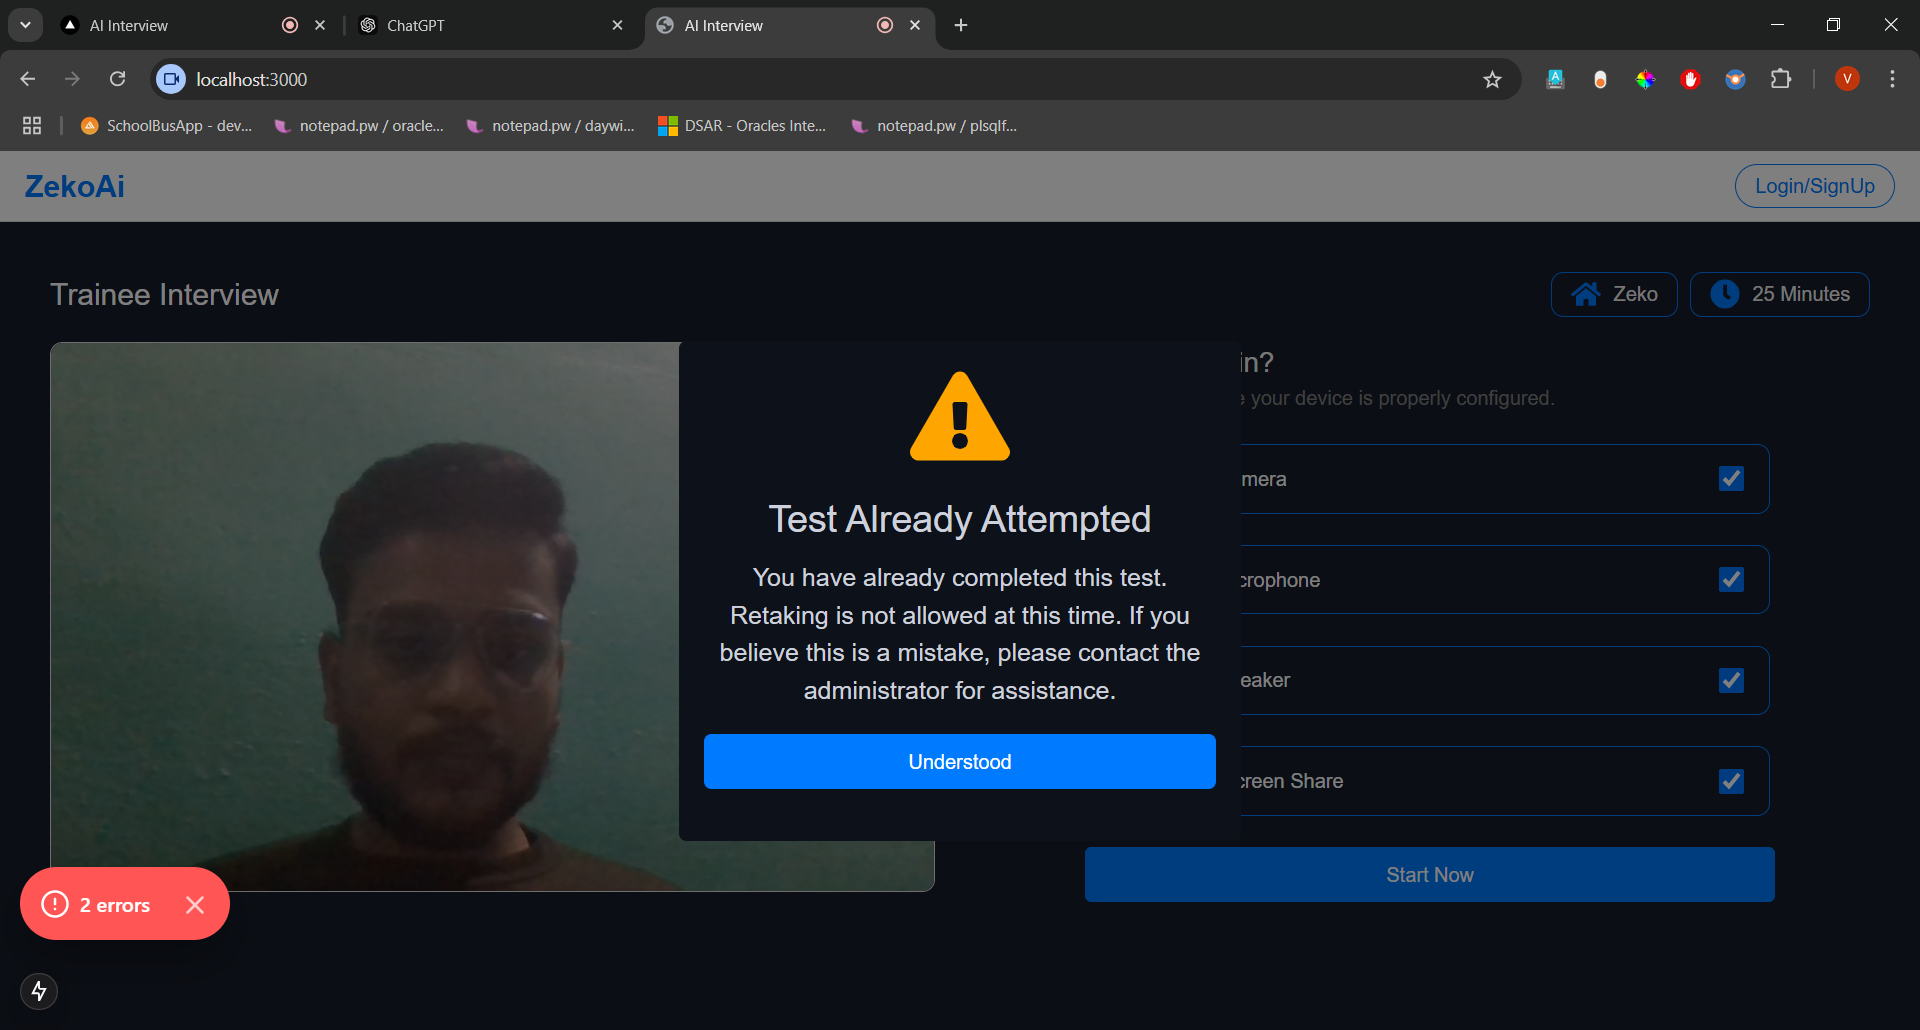 AI Interview
ChatGPT
AI Interview
localhost:3000
V
SchoolBusApp - dev...
notepad.pw / oracle...
notepad.pw / daywi...
DSAR - Oracles Inte...
notepad.pw / plsqlf...
ZekoAi
Login/SignUp
Trainee Interview
Zeko
25 Minutes
in?
your device is properly configured.
mera
crophone
eaker
creen Share
Start Now
Test Already Attempted
You have already completed this test.
Retaking is not allowed at this time. If you
believe this is a mistake, please contact the
administrator for assistance.
Understood
2 errors